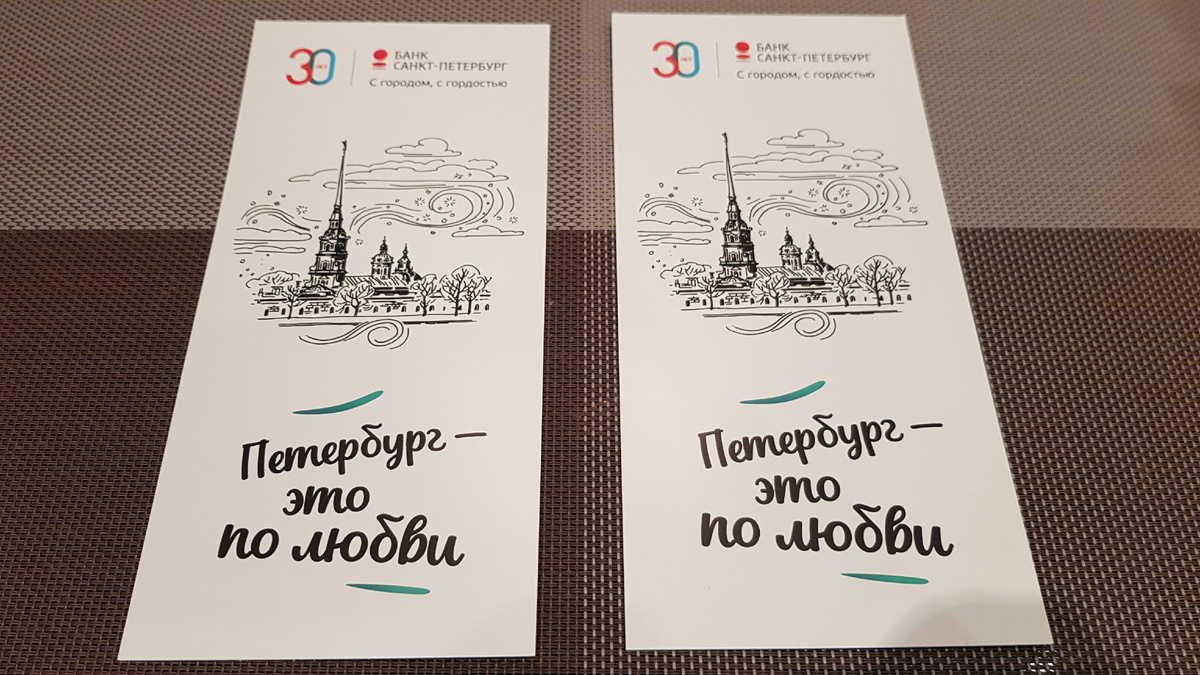 30 ЛЕТ
БАНК
САНКТ-ПЕТЕРБУРГ
С городом, с гордостью
Петербург –
это
по любви
30 ЛЕТ
БАНК
САНКТ-ПЕТЕРБУРГ
С городом, с гордостью
Петербург –
это
по любви